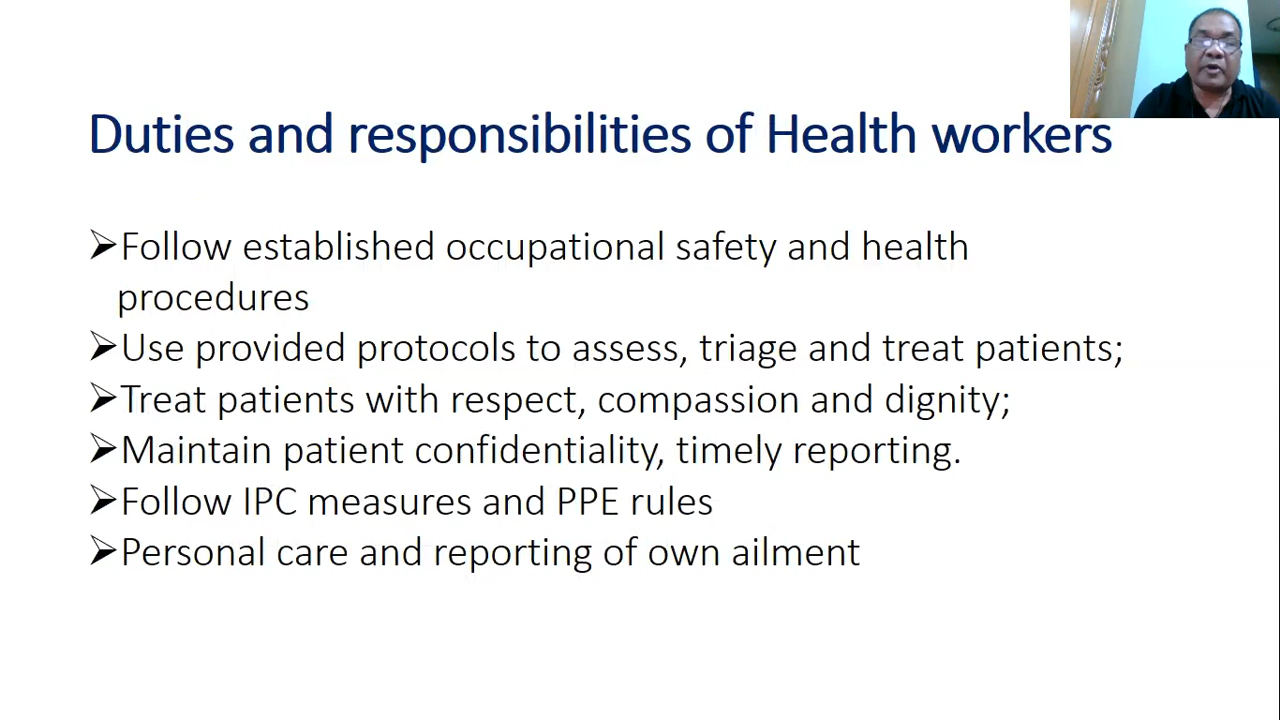 Duties and responsibilities of Health workers
➢Follow established occupational safety and health
procedures
➢Use provided protocols to assess, triage and treat patients;
➢Treat patients with respect, compassion and dignity;
➢Maintain patient confidentiality, timely reporting.
➢Follow IPC measures and PPE rules
➢Personal care and reporting of own ailment